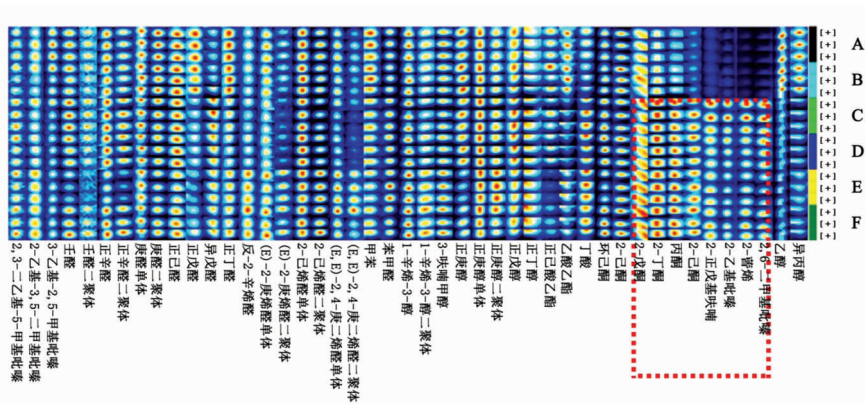 [+]
[+]
[+]
A
[+]
[+]
[+]
B
[+]
[+]
[+]
C
[+]
[+]
[+]
D
[+]
[+]
[+]
E
[+]
[+]
[+]
F
2,3-二乙基-5-甲基吡嗪
2-乙基-3,5-二甲基吡嗪
3-乙基-2,5-甲基吡嗪
壬醛
壬醛二聚体
正辛醛
正辛醛二聚体
庚醛单体
庚醛二聚体
正己醛
正戊醛
异戊醛
正丁醛
反-2-辛烯醛
(E)-2-庚烯醛单体
(E)-2-庚烯醛二聚体
2-己烯醛单体
2-己烯醛二聚体
(E,E)-2,4-庚二烯醛单体
(E,E)-2,4-庚二烯醛二聚体
甲苯
苯甲醛
1-辛烯-3-醇
1-辛烯-3-醇二聚体
3-呋喃甲醇
正庚醇
正庚醇单体
正庚醇二聚体
正戊醇
正丁醇
正己酸乙酯
乙酸乙酯
丁酸
环己酮
2-己酮
2-丁酮
丙酮
2-己酮
2-正戊基呋喃
2-乙基吡嗪
2-蒈烯
2,6-二甲基吡嗪
乙醇
异丙醇